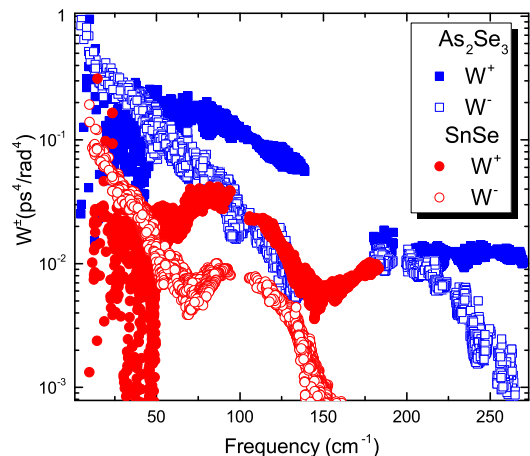 1
10⁻¹
10⁻²
10⁻³
W±(ps⁴/rad⁴)
As₂Se₃
W⁺
W⁻
SnSe
W⁺
W⁻
50 100 150 200 250
Frequency (cm⁻¹)